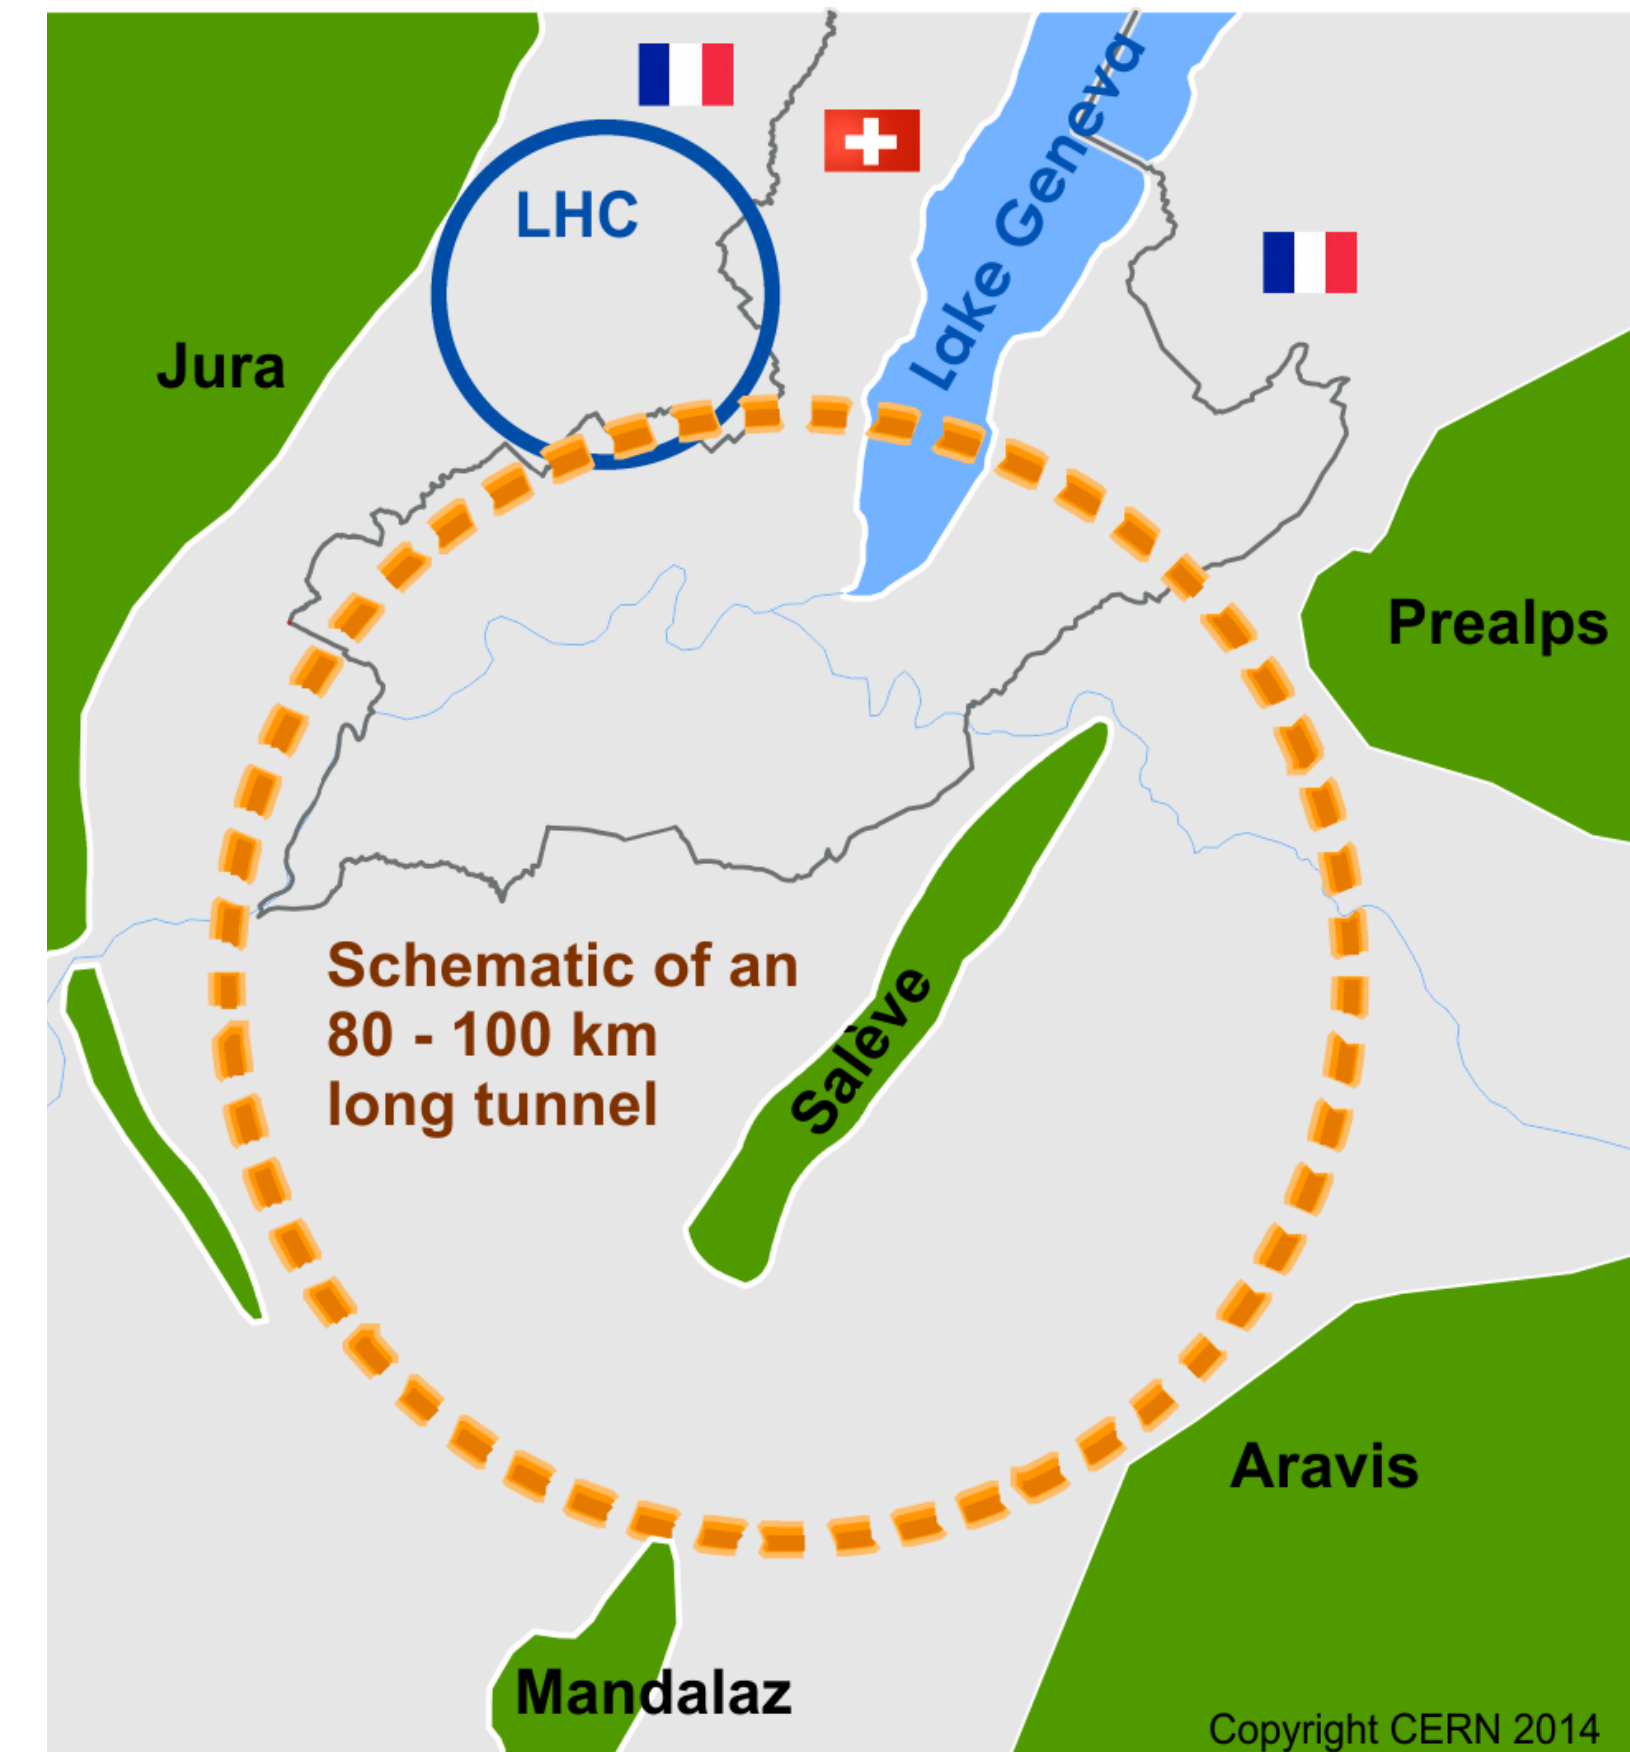 LHC
Lake Geneva
Jura
Prealps
Schematic of an
80 - 100 km
long tunnel
Salève
Aravis
Mandalaz
Copyright CERN 2014